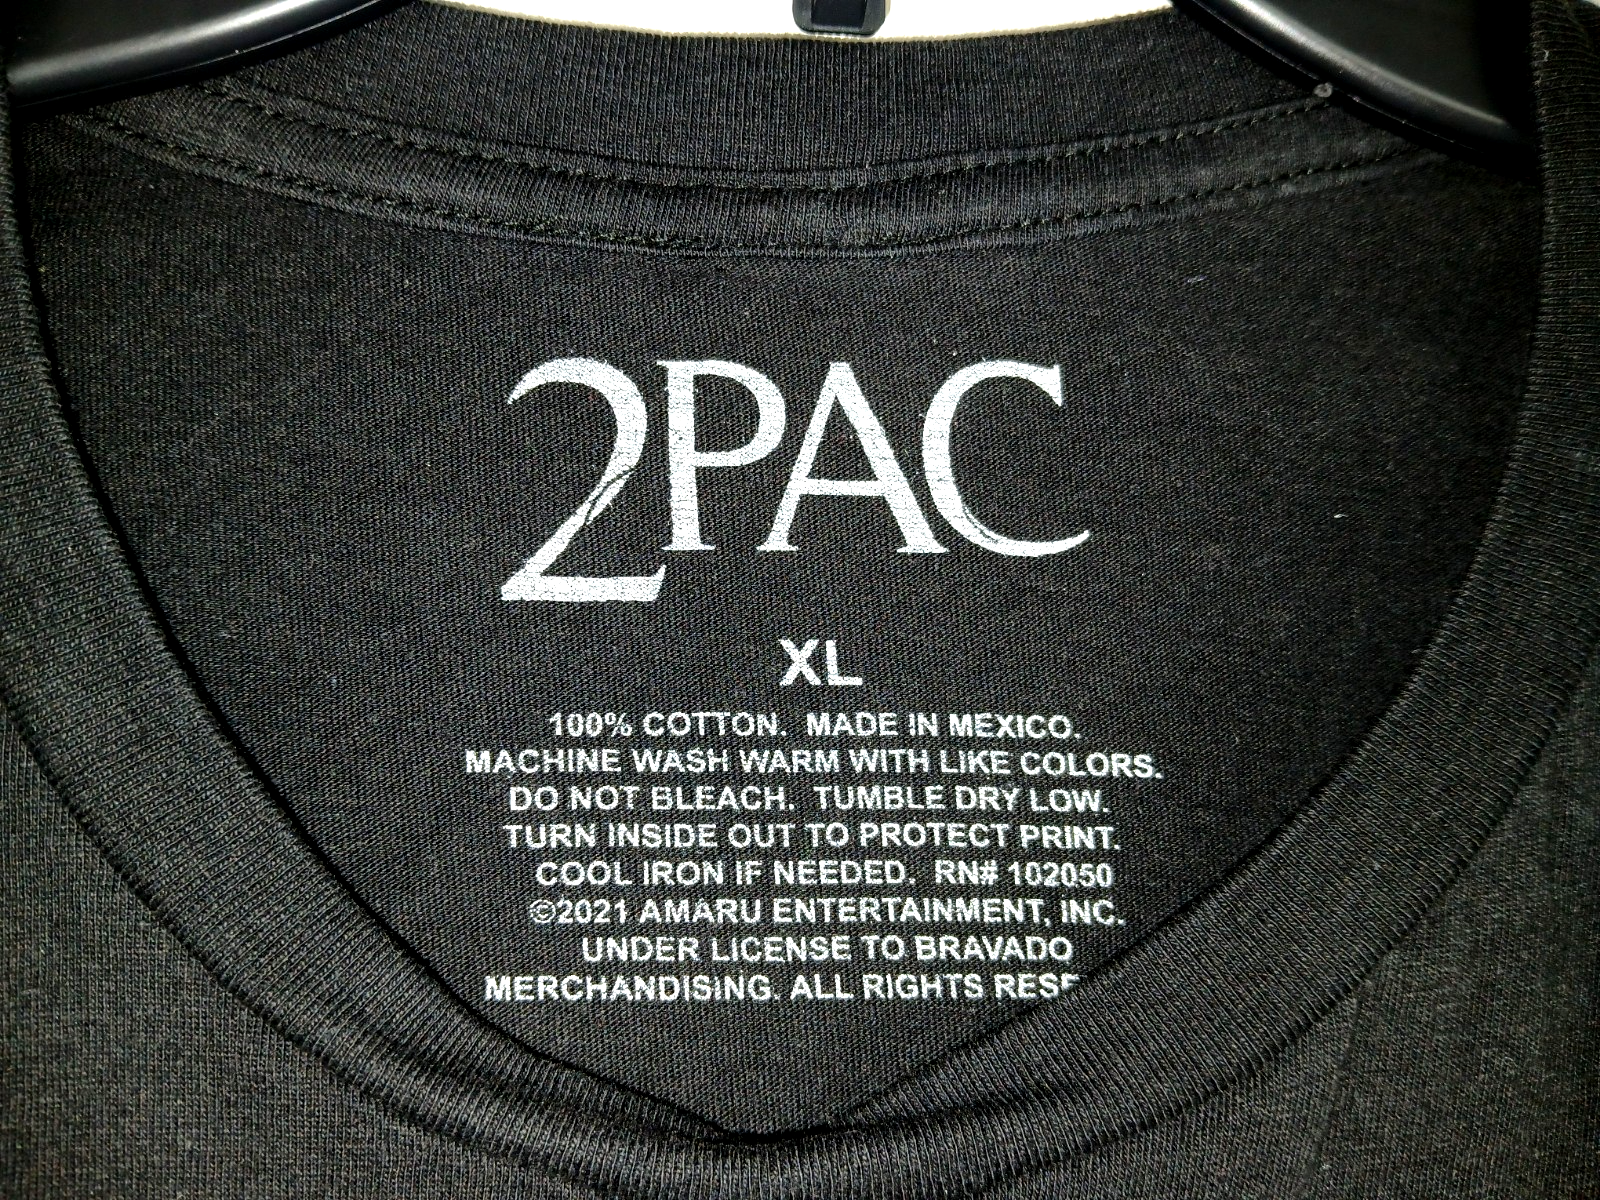 2PAC
XL
100% COTTON. MADE IN MEXICO.
MACHINE WASH WARM WITH LIKE COLORS.
DO NOT BLEACH. TUMBLE DRY LOW.
TURN INSIDE OUT TO PROTECT PRINT.
COOL IRON IF NEEDED. RN# 102050
©2021 AMARU ENTERTAINMENT, INC.
UNDER LICENSE TO BRAVADO
MERCHANDISING. ALL RIGHTS